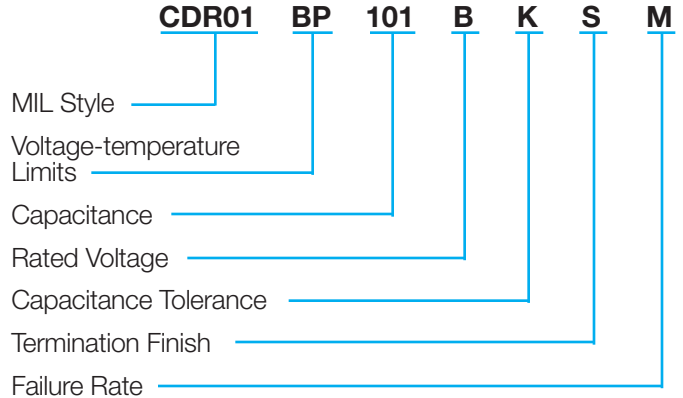 CDR01 BP 101 B K S M
MIL Style
Voltage-temperature
Limits
Capacitance
Rated Voltage
Capacitance Tolerance
Termination Finish
Failure Rate